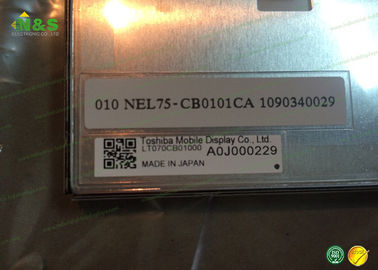 N&S
ELECTRONIC CO.,LTD
010 NEL75-CB0101CA 1090340029
Toshiba Mobile Display Co., Ltd.
LT070CB01000 A0J000229
MADE IN JAPAN